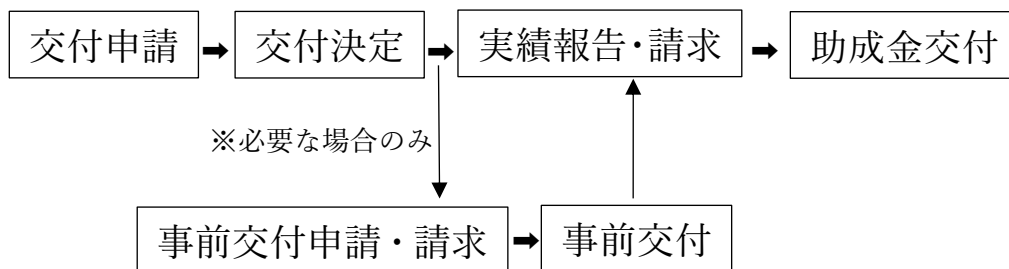 交付申請
交付決定
実績報告・請求
助成金交付
※必要な場合のみ
事前交付申請・請求
事前交付